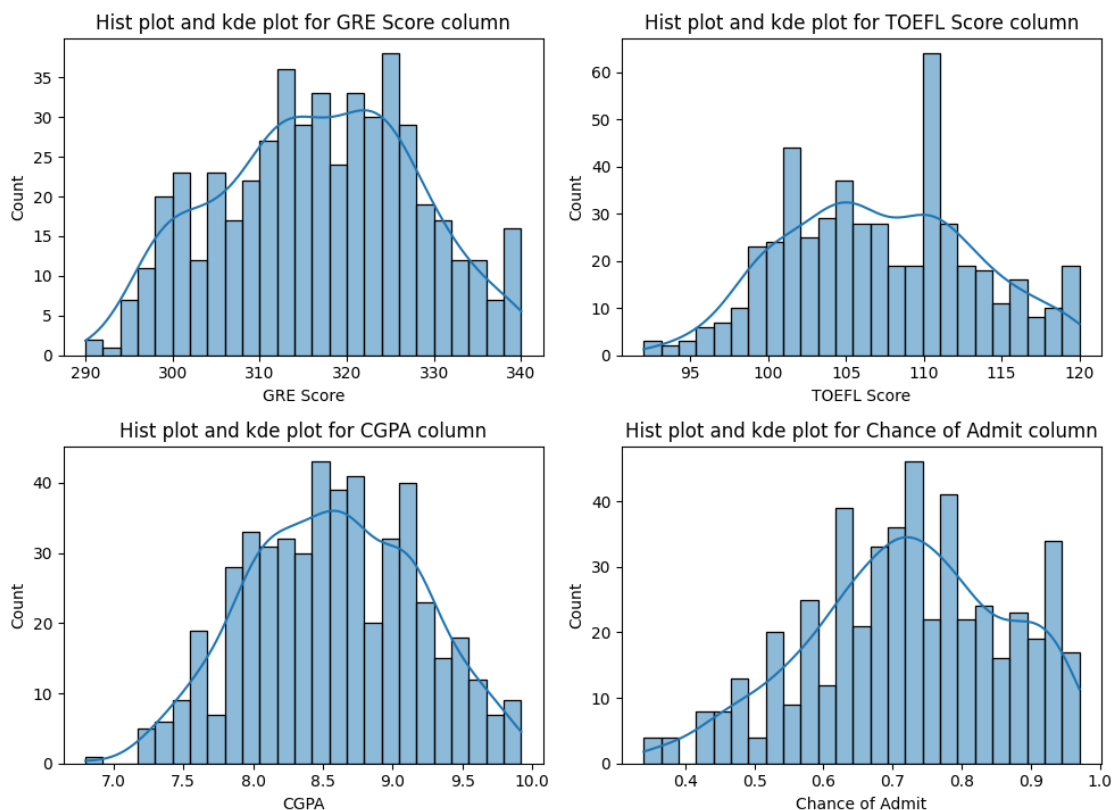 Hist plot and kde plot for GRE Score column
Count
35
30
25
20
15
10
5
0
290 300 310 320 330 340
GRE Score
Hist plot and kde plot for TOEFL Score column
Count
60
50
40
30
20
10
0
95 100 105 110 115 120
TOEFL Score
Hist plot and kde plot for CGPA column
Count
40
30
20
10
0
7.0 7.5 8.0 8.5 9.0 9.5 10.0
CGPA
Hist plot and kde plot for Chance of Admit column
Count
40
30
20
10
0
0.4 0.5 0.6 0.7 0.8 0.9 1.0
Chance of Admit